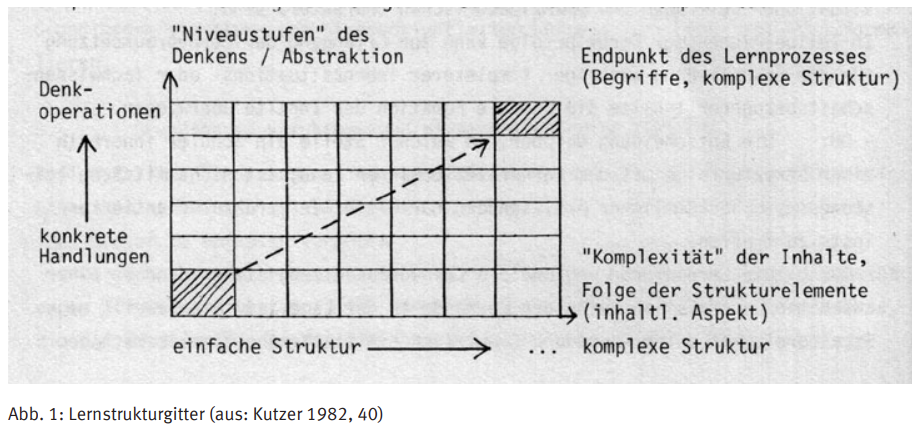 "Niveaustufen" des
Denkens / Abstraktion
Endpunkt des Lernprozesses
(Begriffe, komplexe Struktur)
Denk-
operationen
konkrete
Handlungen
"Komplexität" der Inhalte,
Folge der Strukturelemente
(inhaltl. Aspekt)
einfache Struktur ... komplexe Struktur
Abb. 1: Lernstrukturgitter (aus: Kutzer 1982, 40)